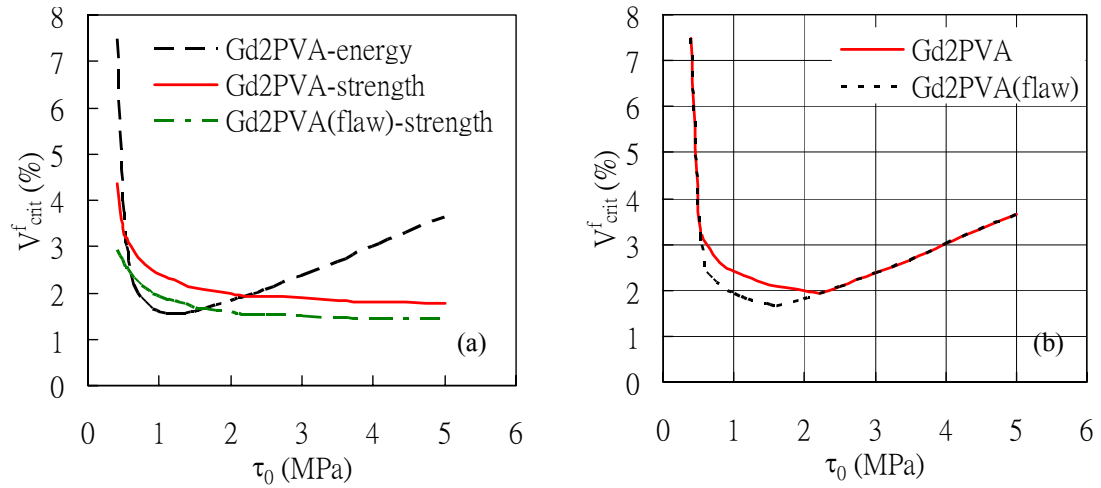 8
7
6
5
4
3
2
1
0
V^f_crit (%)
Gd2PVA-energy
Gd2PVA-strength
Gd2PVA(flaw)-strength
(a)
0 1 2 3 4 5 6
τ₀ (MPa)
8
7
6
5
4
3
2
1
0
V^f_crit (%)
Gd2PVA
Gd2PVA(flaw)
(b)
0 1 2 3 4 5 6
τ₀ (MPa)